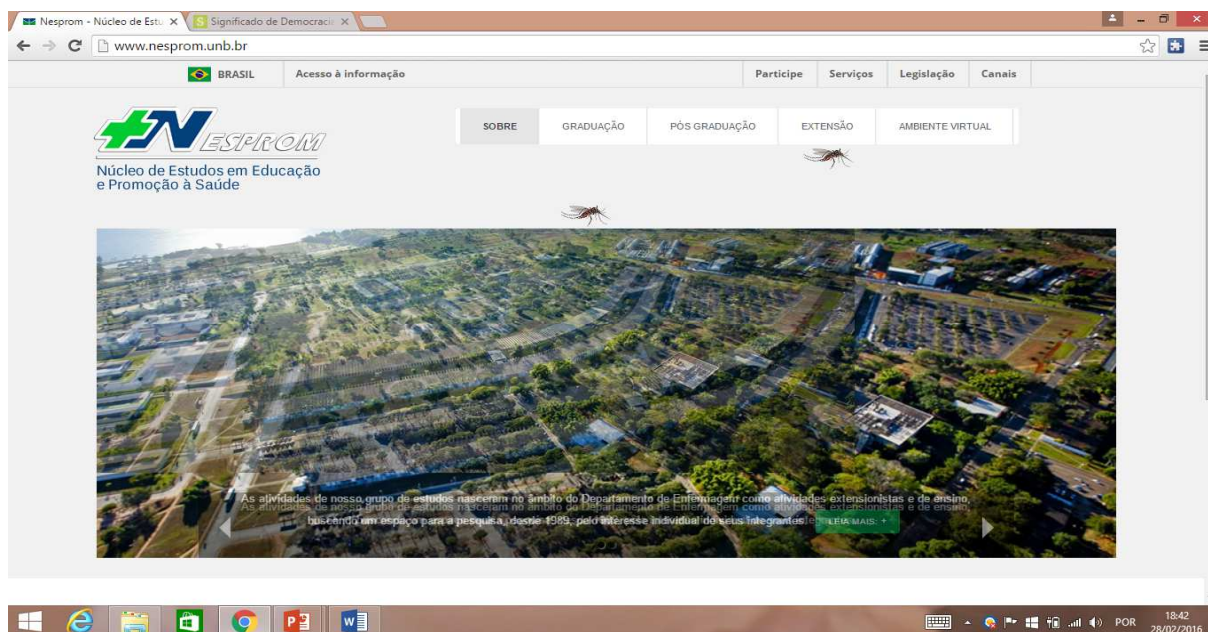 Nesprom - Núcleo de Estu
Significado de Democraci
www.nesprom.unb.br
BRASIL
Acesso à informação
Participe
Serviços
Legislação
Canais
NESPROM
Núcleo de Estudos em Educação
e Promoção à Saúde
SOBRE
GRADUAÇÃO
PÓS GRADUAÇÃO
EXTENSÃO
AMBIENTE VIRTUAL
As atividades de nosso grupo de estudos nasceram no âmbito do Departamento de Enfermagem como atividades extensionistas e de ensino,
buscando um espaço para a pesquisa, desde 1989, pelo interesse individual de seus integrantes.
LEIA MAIS: +
POR
18:42
28/02/2016